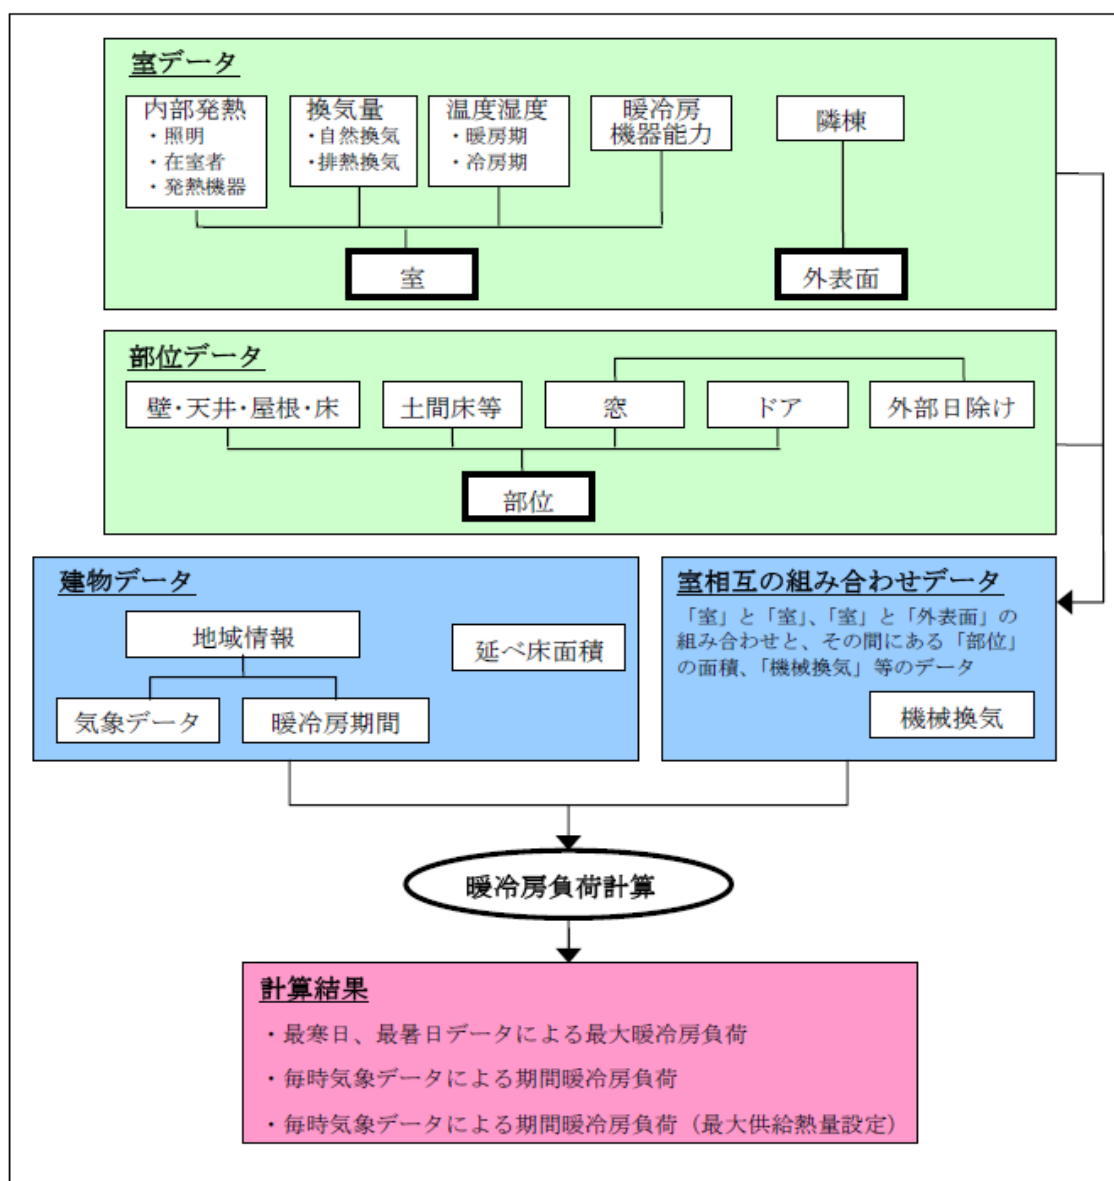 室データ
内部発熱
・照明
・在室者
・発熱機器
換気量
・自然換気
・排熱換気
温度湿度
・暖房期
・冷房期
暖冷房
機器能力
隣棟
室
外表面
部位データ
壁・天井・屋根・床
土間床等
窓
ドア
外部日除け
部位
建物データ
地域情報
延べ床面積
気象データ
暖冷房期間
室相互の組み合わせデータ
「室」と「室」、「室」と「外表面」の
組み合わせと、その間にある「部位」
の面積、「機械換気」等のデータ
機械換気
暖冷房負荷計算
計算結果
・最寒日、最暑日データによる最大暖冷房負荷
・毎時気象データによる期間暖冷房負荷
・毎時気象データによる期間暖冷房負荷（最大供給熱量設定）